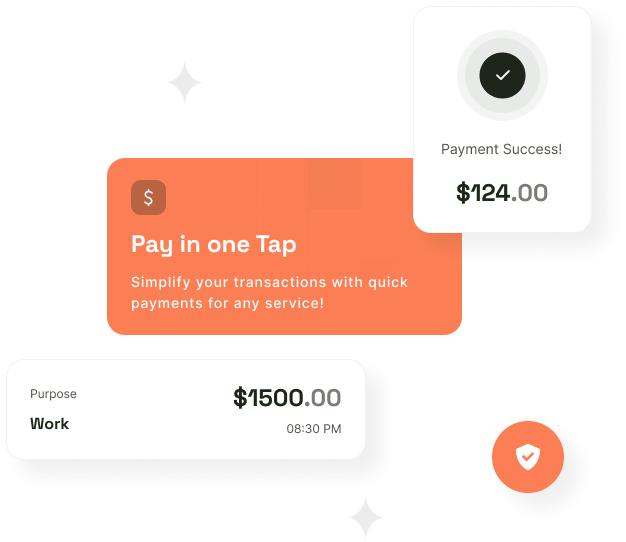 Payment Success!
$124.00
$
Pay in one Tap
Simplify your transactions with quick
payments for any service!
Purpose
$1500.00
Work
08:30 PM